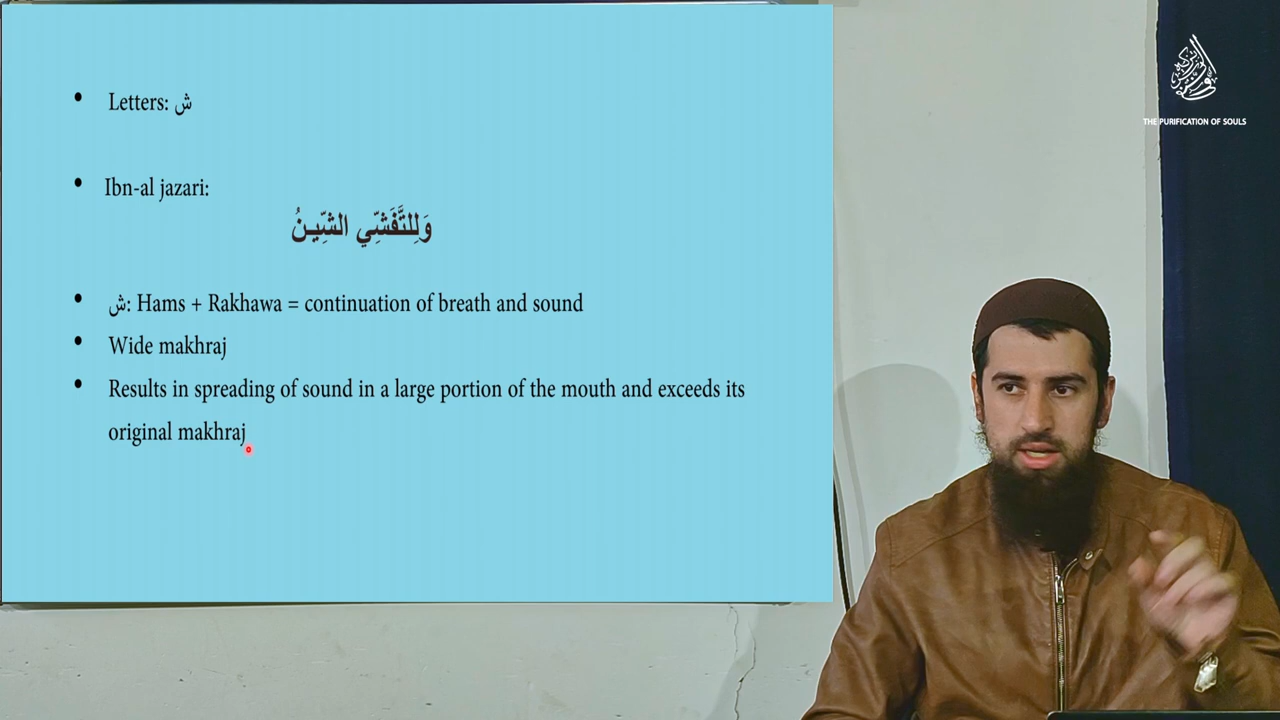 • Letters: ش
• Ibn-al jazari:
وَلِلتَّفَشِّي الشِّيـنُ
• ش: Hams + Rakhawa = continuation of breath and sound
• Wide makhraj
• Results in spreading of sound in a large portion of the mouth and exceeds its
original makhraj
THE PURIFICATION OF SOULS